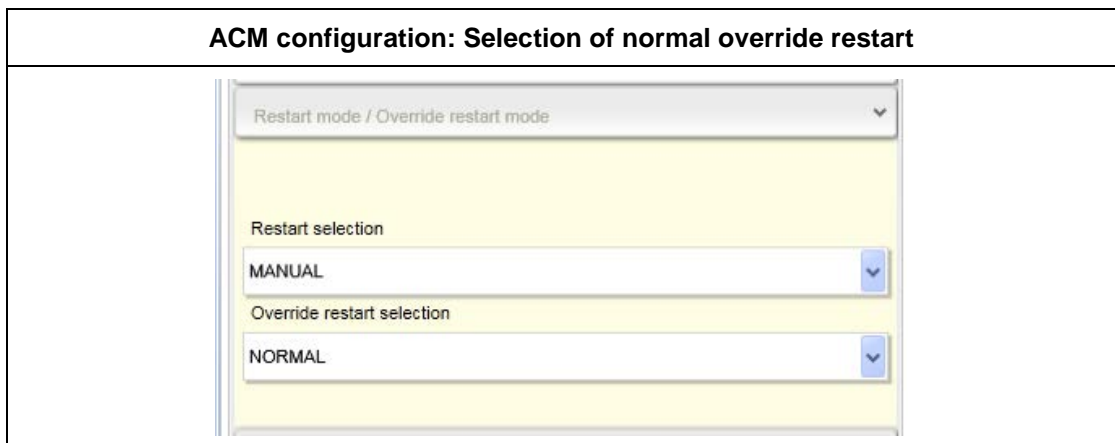 ACM configuration: Selection of normal override restart
Restart mode / Override restart mode
Restart selection
MANUAL
Override restart selection
NORMAL